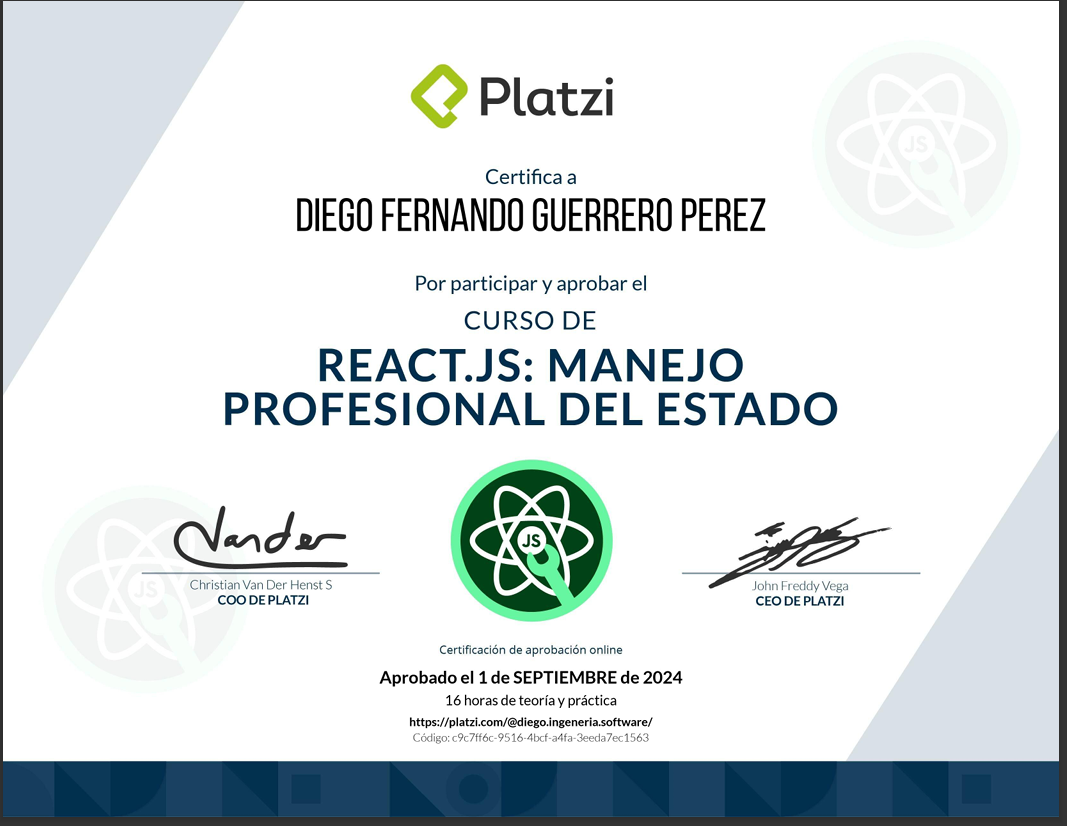 Platzi
Certifica a
DIEGO FERNANDO GUERRERO PEREZ
Por participar y aprobar el
CURSO DE
REACT.JS: MANEJO
PROFESIONAL DEL ESTADO
JS
JS
JS
Vander
Christian Van Der Henst S
COO DE PLATZI
John Freddy Vega
CEO DE PLATZI
Certificación de aprobación online
Aprobado el 1 de SEPTIEMBRE de 2024
16 horas de teoría y práctica
https://platzi.com/@diego.ingeneria.software/
Código: c9c7ff6c-9516-4bcf-a4fa-3eeda7ec1563